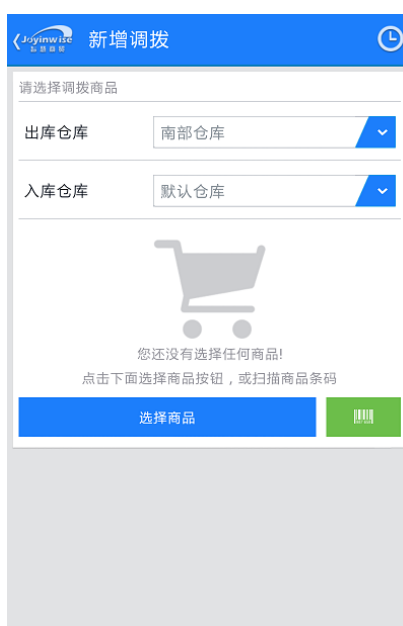 Joyinwise
新增调拨
请选择调拨商品
出库仓库
南部仓库
入库仓库
默认仓库
您还没有选择任何商品!
点击下面选择商品按钮，或扫描商品条码
选择商品